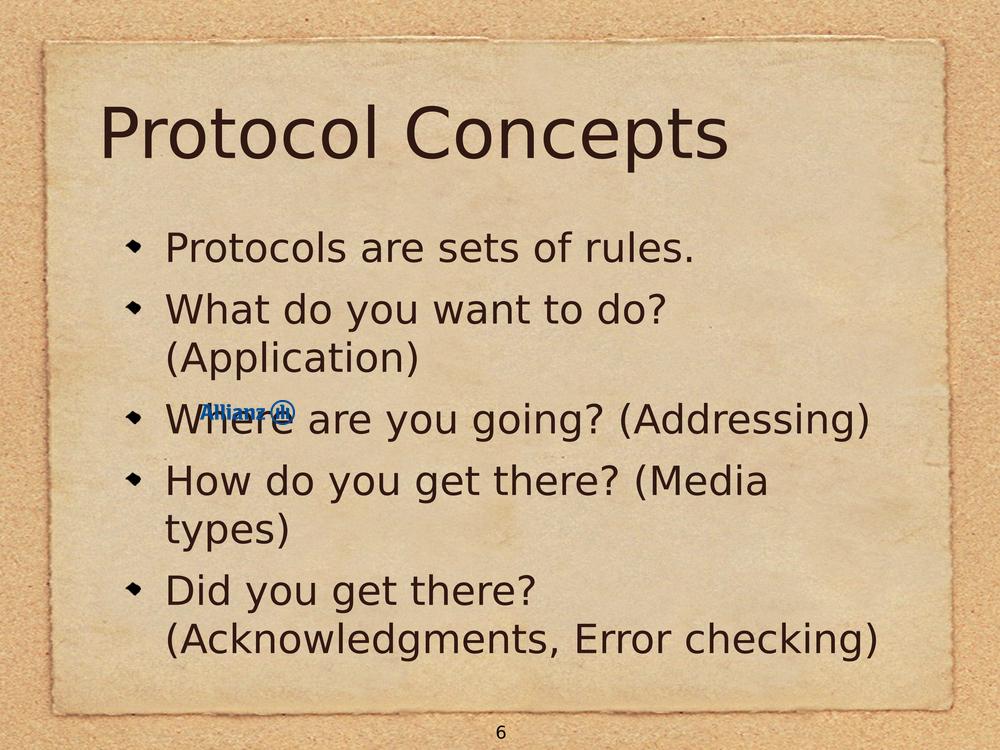 Protocol Concepts
Protocols are sets of rules.
What do you want to do?
(Application)
Where are you going? (Addressing)
Allianz
How do you get there? (Media
types)
Did you get there?
(Acknowledgments, Error checking)
6